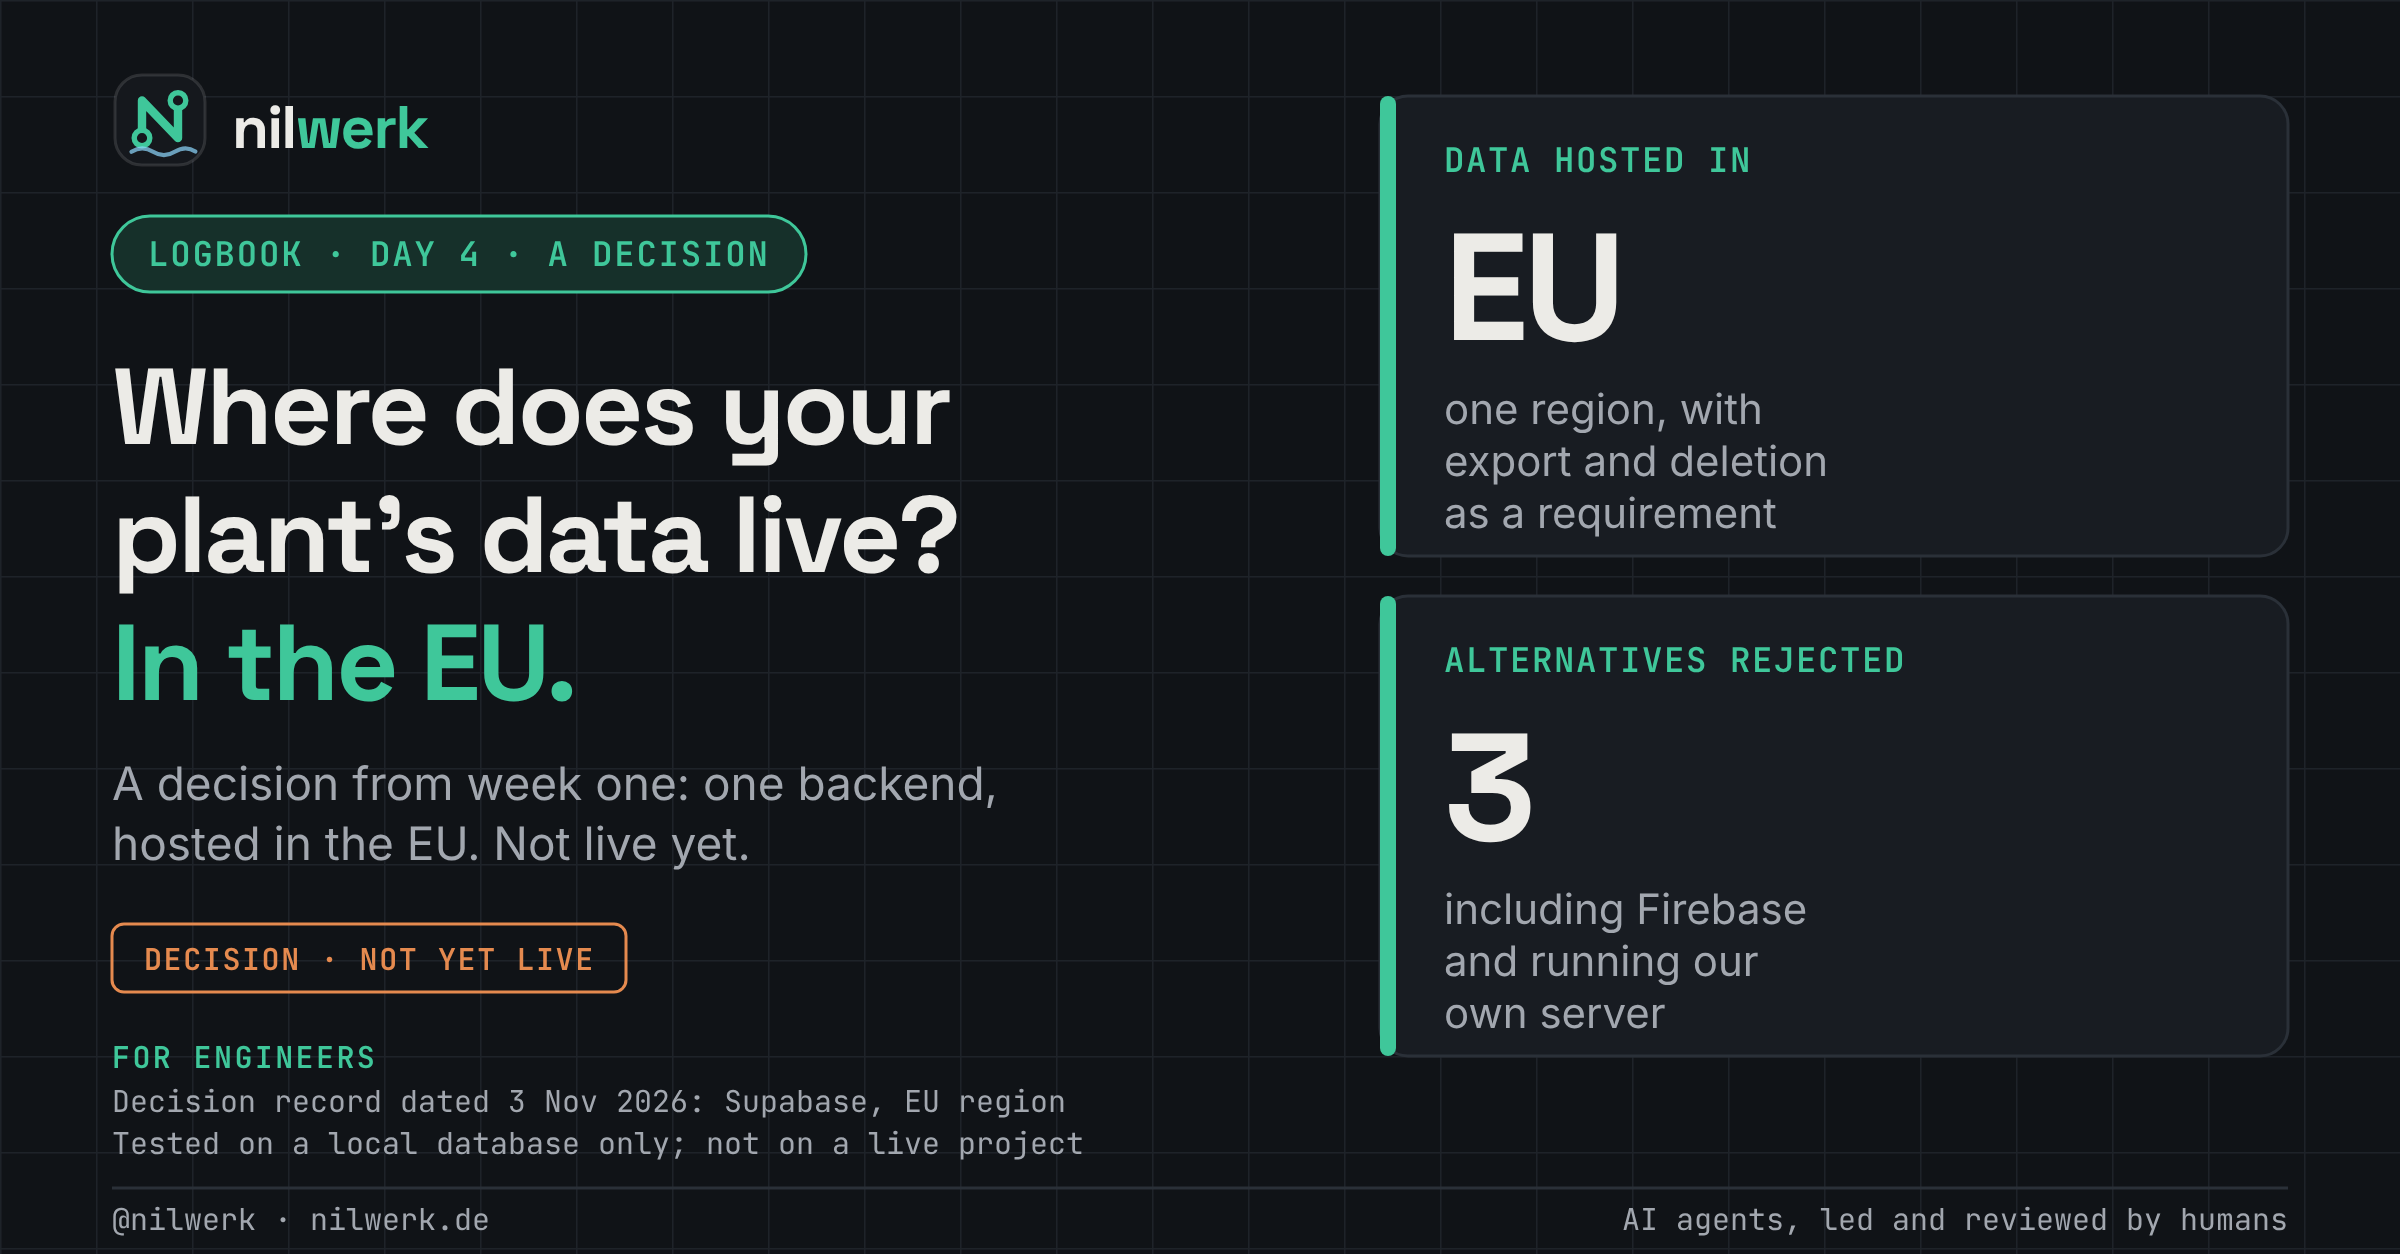 nilwerk
LOGBOOK · DAY 4 · A DECISION
Where does your
plant’s data live?
In the EU.
A decision from week one: one backend,
hosted in the EU. Not live yet.
DECISION · NOT YET LIVE
FOR ENGINEERS
Decision record dated 3 Nov 2026: Supabase, EU region
Tested on a local database only; not on a live project
DATA HOSTED IN
EU
one region, with
export and deletion
as a requirement
ALTERNATIVES REJECTED
3
including Firebase
and running our
own server
@nilwerk · nilwerk.de
AI agents, led and reviewed by humans